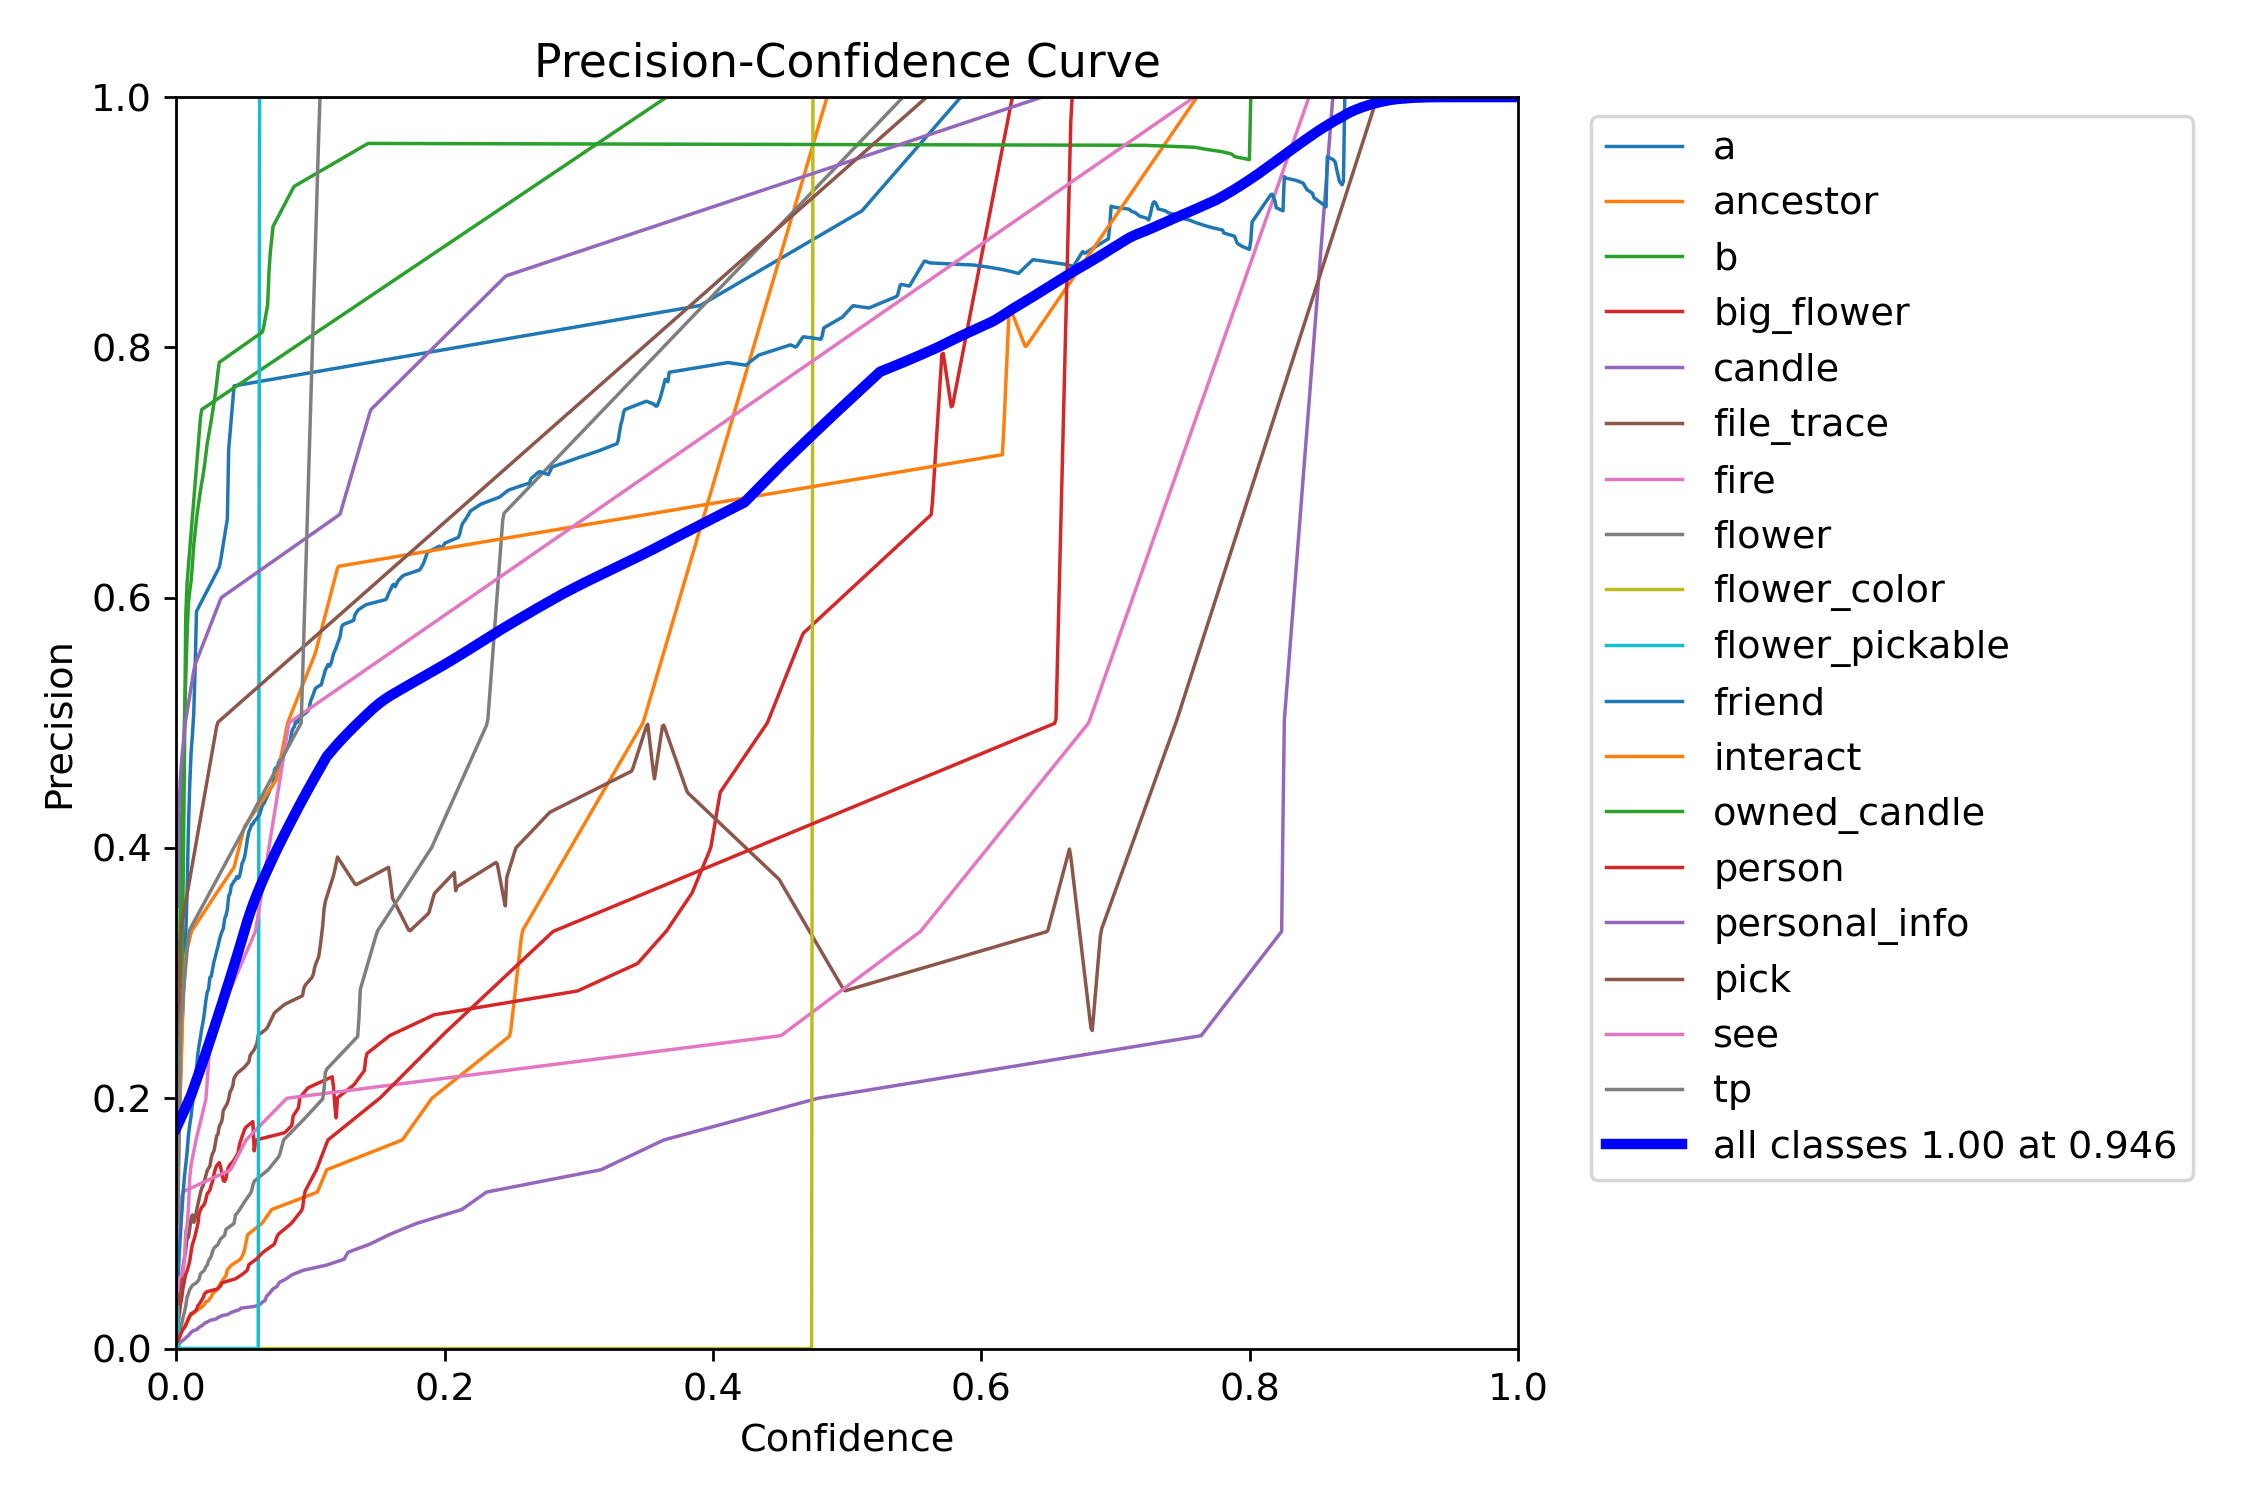 Precision-Confidence Curve
1.0
0.8
0.6
0.4
0.2
0.0
Precision
0.0 0.2 0.4 0.6 0.8 1.0
Confidence
a
ancestor
b
big_flower
candle
file_trace
fire
flower
flower_color
flower_pickable
friend
interact
owned_candle
person
personal_info
pick
see
tp
all classes 1.00 at 0.946